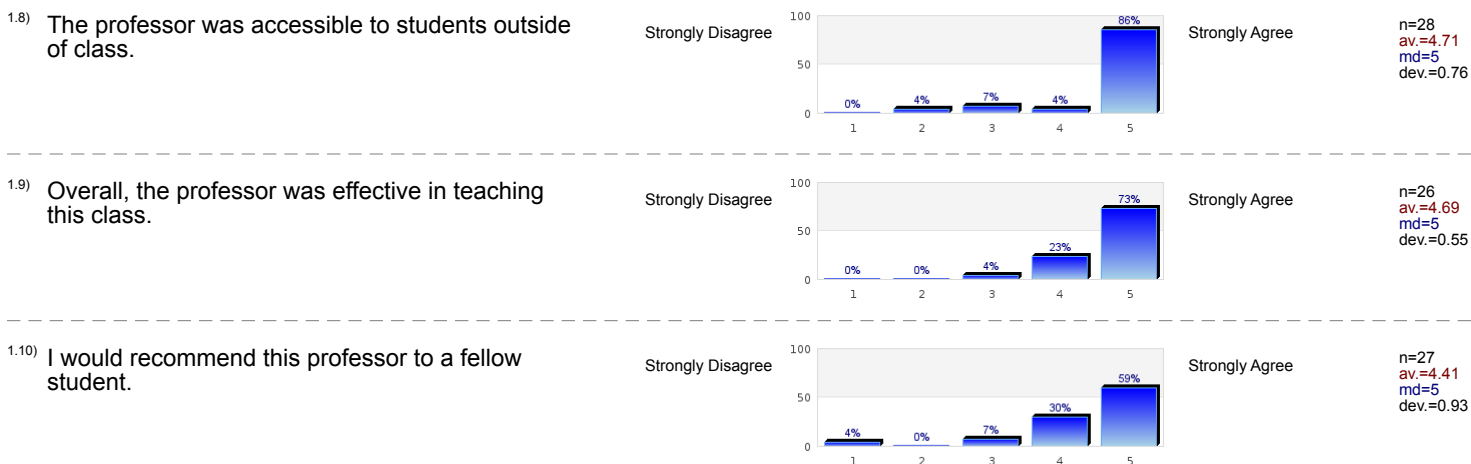 1.8) The professor was accessible to students outside
of class.
Strongly Disagree
100
50
0
0%
4%
7%
4%
86%
1 2 3 4 5
Strongly Agree
n=28
av.=4.71
md=5
dev.=0.76
1.9) Overall, the professor was effective in teaching
this class.
Strongly Disagree
100
50
0
0%
0%
4%
23%
73%
1 2 3 4 5
Strongly Agree
n=26
av.=4.69
md=5
dev.=0.55
1.10) I would recommend this professor to a fellow
student.
Strongly Disagree
100
50
0
4%
0%
7%
30%
59%
1 2 3 4 5
Strongly Agree
n=27
av.=4.41
md=5
dev.=0.93